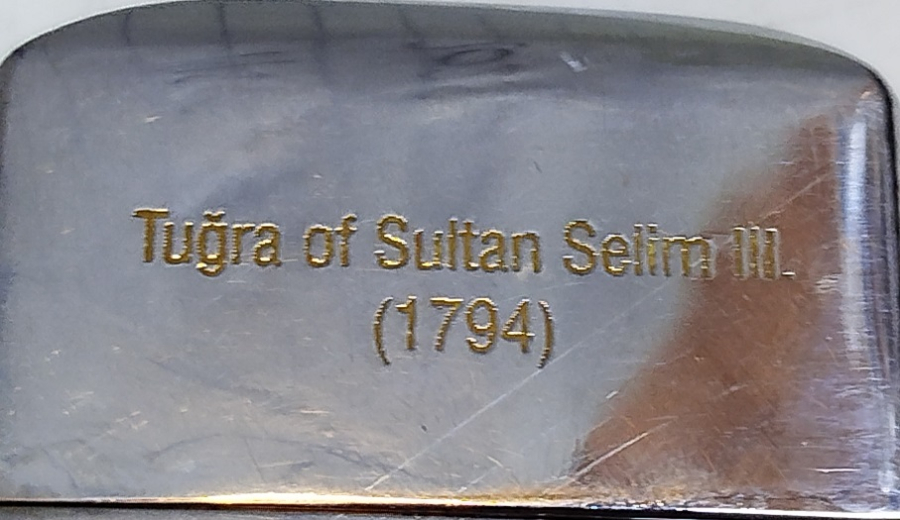 Tuğra of Sultan Selim III.
(1794)